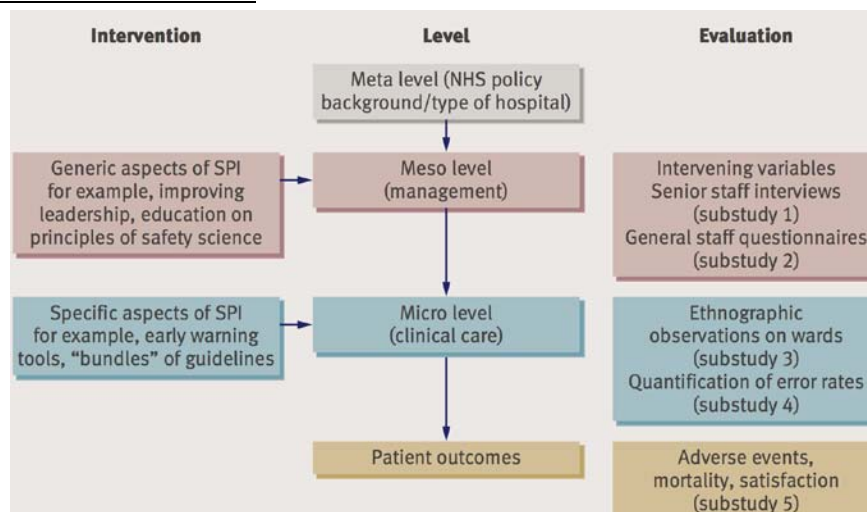 Intervention
Level
Evaluation
Meta level (NHS policy
background/type of hospital)
Generic aspects of SPI
for example, improving
leadership, education on
principles of safety science
Meso level
(management)
Intervening variables
Senior staff interviews
(substudy 1)
General staff questionnaires
(substudy 2)
Specific aspects of SPI
for example, early warning
tools, “bundles” of guidelines
Micro level
(clinical care)
Ethnographic
observations on wards
(substudy 3)
Quantification of error rates
(substudy 4)
Patient outcomes
Adverse events,
mortality, satisfaction
(substudy 5)